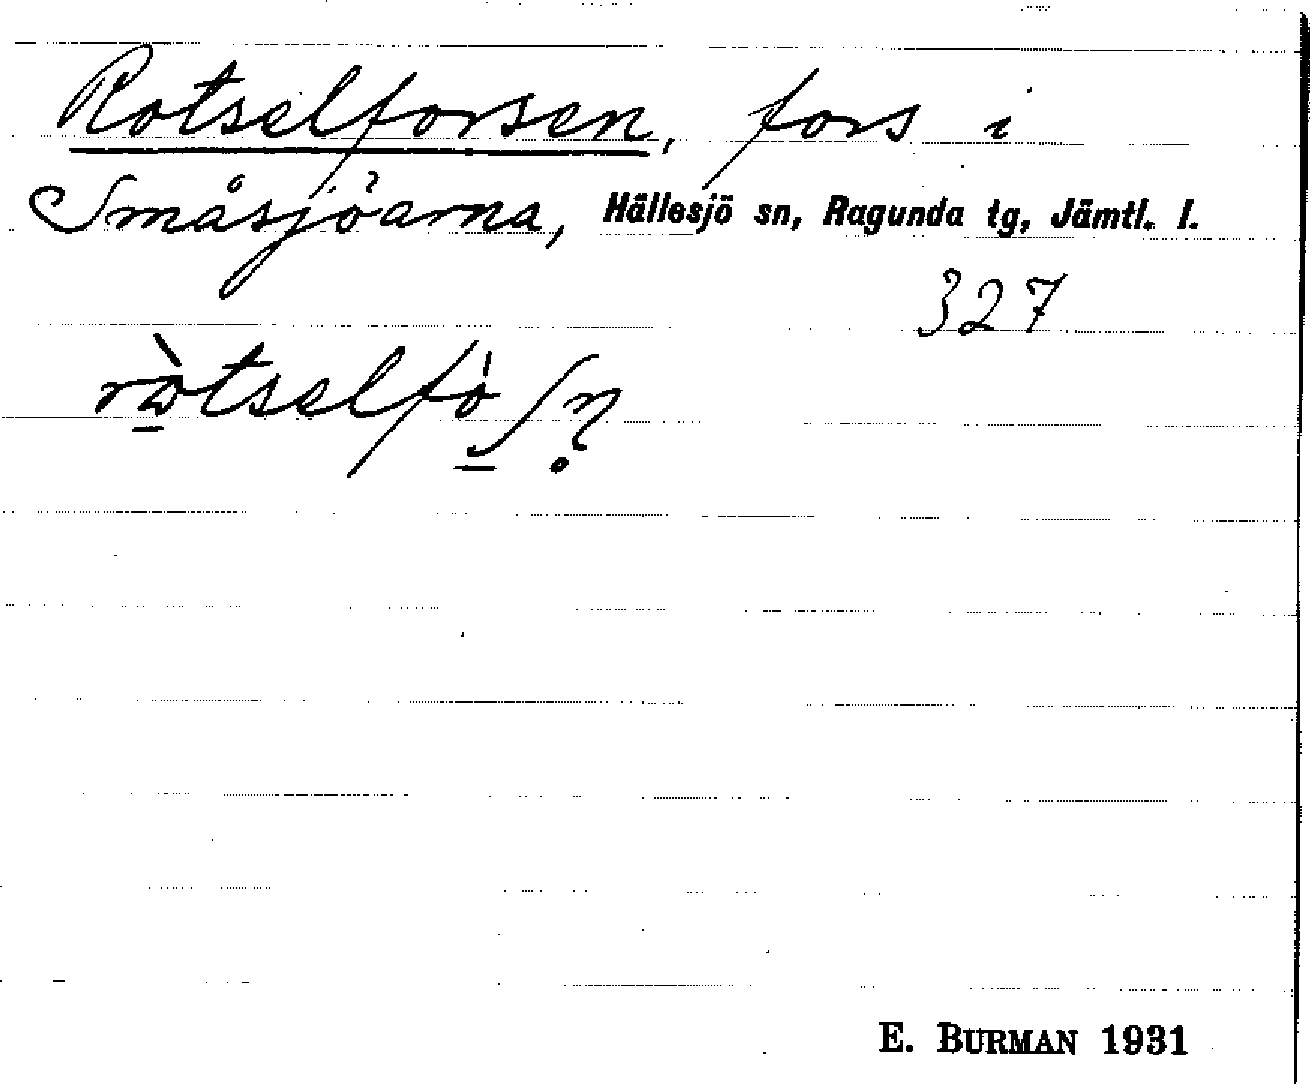 Rotselforsen, fors i
Småsjöarna, Hällesjö sn, Ragunda tg, Jämtl. l.
327
E. BURMAN 1931